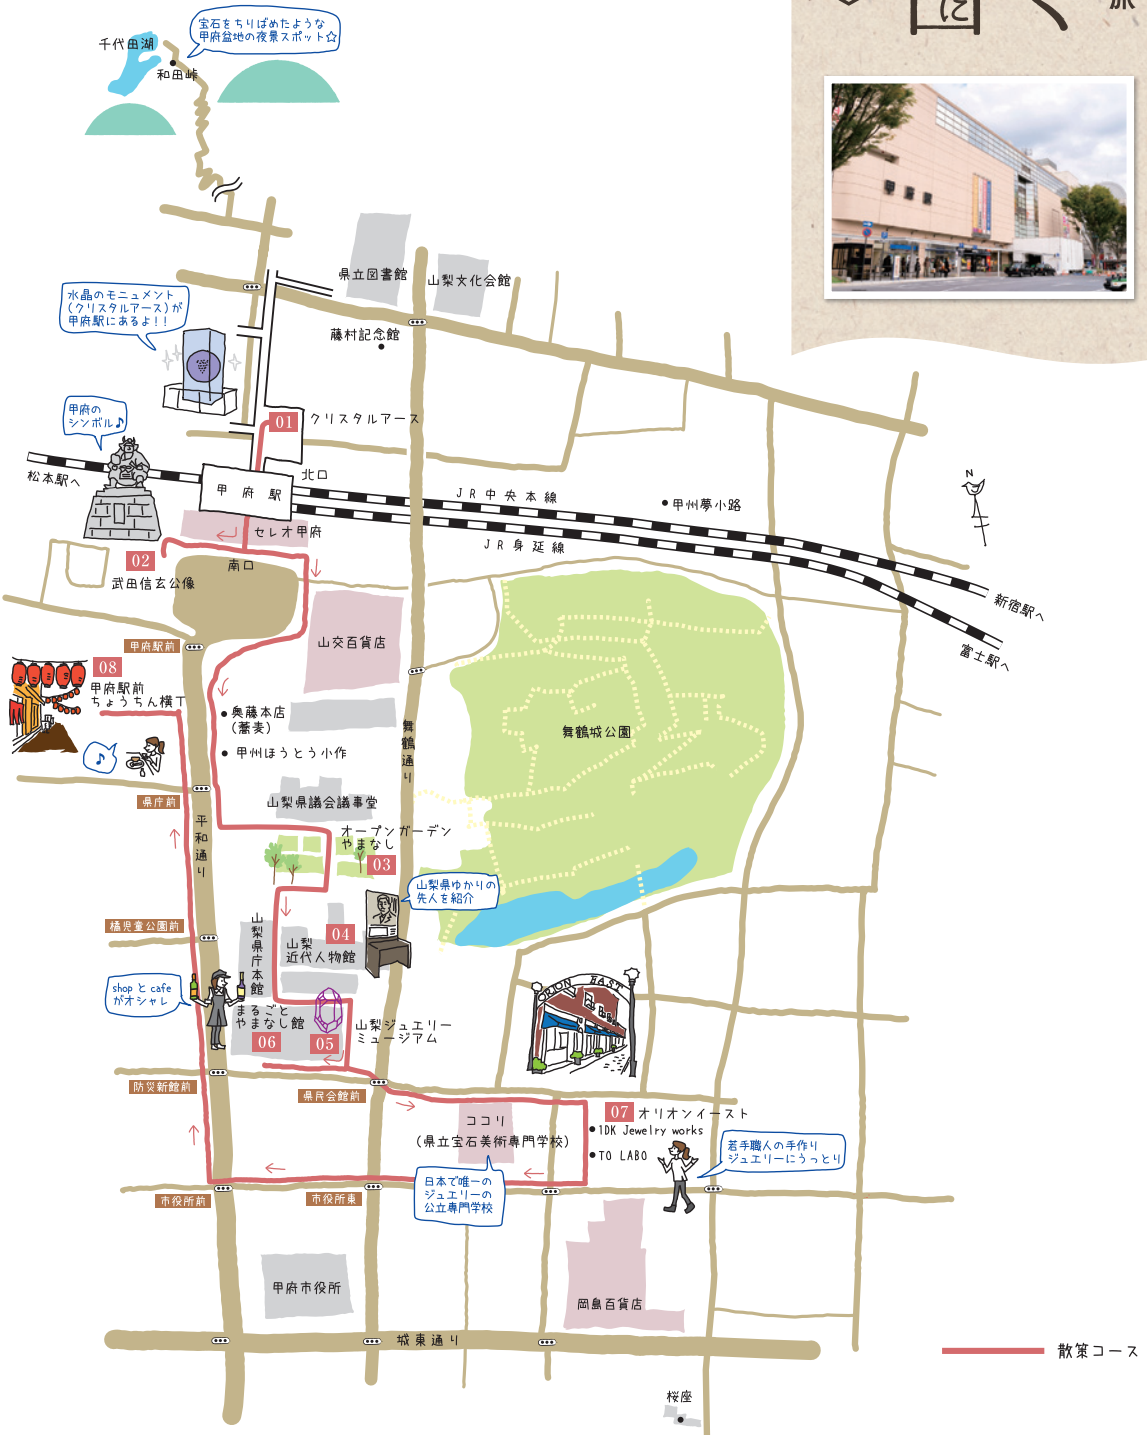 旅
に
宝石をちりばめたような
甲府盆地の夜景スポット☆
千代田湖
和田峠
甲府駅
県立図書館
山梨文化会館
水晶のモニュメント
(クリスタルアース)が
甲府駅にあるよ!!
藤村記念館
甲府の
シンボル♪
01 クリスタルアース
松本駅へ
北口
甲府駅
JR中央本線
甲州夢小路
N
セレオ甲府
JR身延線
02
武田信玄公像
南口
新宿駅へ
富士駅へ
甲府駅前
山交百貨店
08
甲府駅前
ちょうちん横丁
奥藤本店
(蕎麦)
甲州ほうとう小作
舞鶴通り
舞鶴城公園
♪
県庁前
山梨県議会議事堂
平和通り
オープンガーデン
やまなし
03
山梨県ゆかりの
先人を紹介
橘児童公園前
山梨県庁本館
04
山梨
近代人物館
shopとcafe
がオシャレ
まるごと
やまなし館
06
05
山梨ジュエリー
ミュージアム
ORION EAST
防災新館前
県民会館前
ココリ
(県立宝石美術専門学校)
07 オリオンイースト
1DK Jewelry works
TO LABO
若手職人の手作り
ジュエリーにうっとり
日本で唯一の
ジュエリーの
公立専門学校
市役所前
市役所東
甲府市役所
岡島百貨店
城東通り
散策コース
桜座